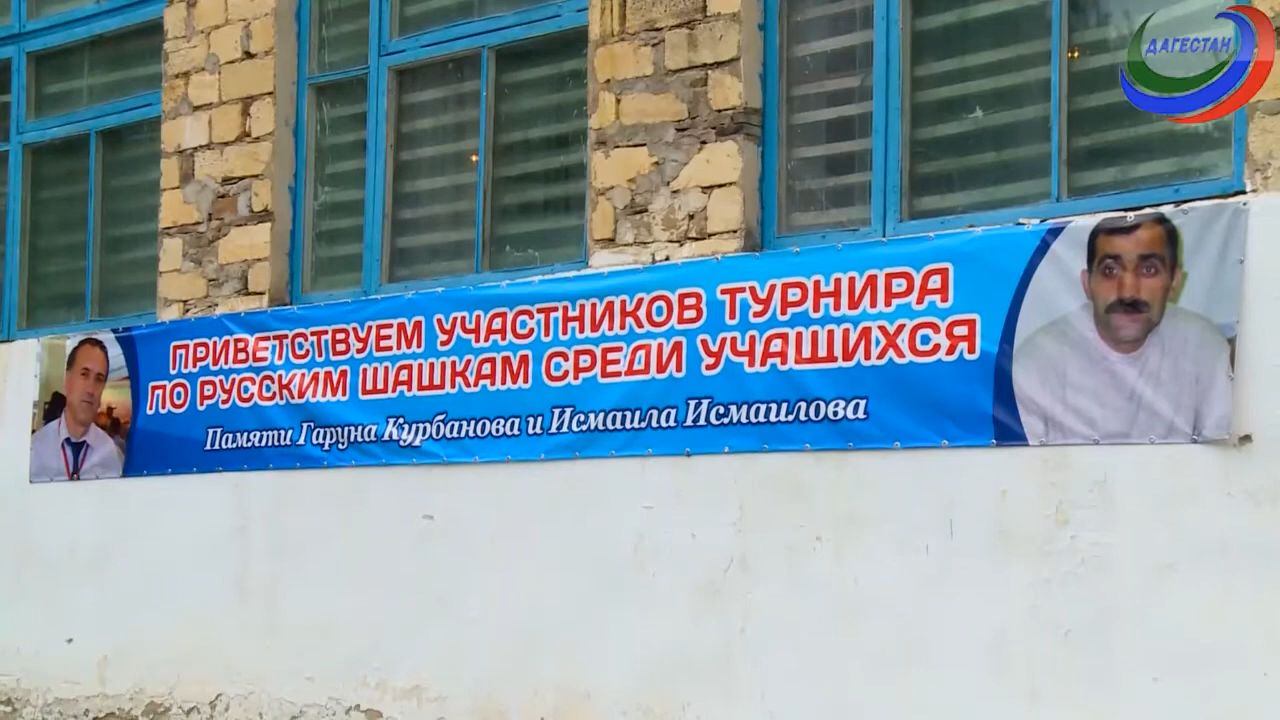 ДАГЕСТАН
ПРИВЕТСТВУЕМ УЧАСТНИКОВ ТУРНИРА
ПО РУССКИМ ШАШКАМ СРЕДИ УЧАЩИХСЯ
Памяти Гаруна Курбанова и Исмаила Исмаилова